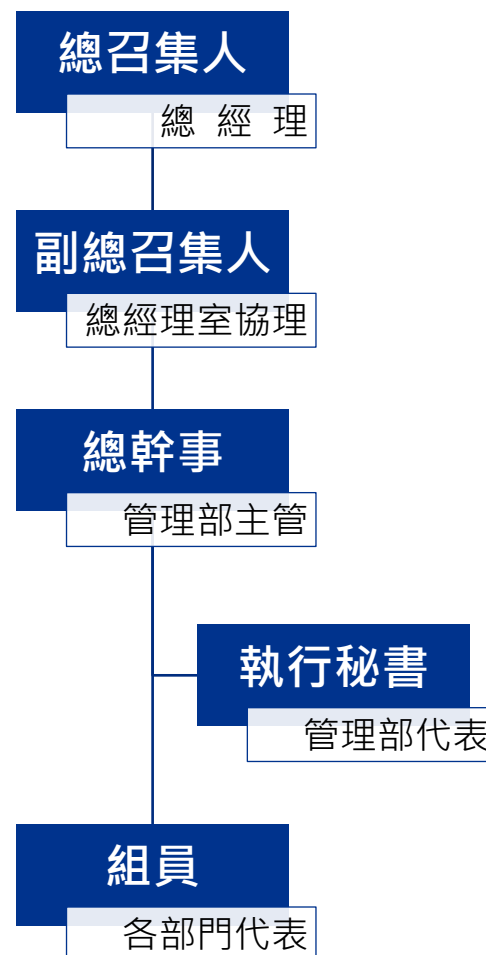 總召集人
總 經 理
副總召集人
總經理室協理
總幹事
管理部主管
執行秘書
管理部代表
組員
各部門代表